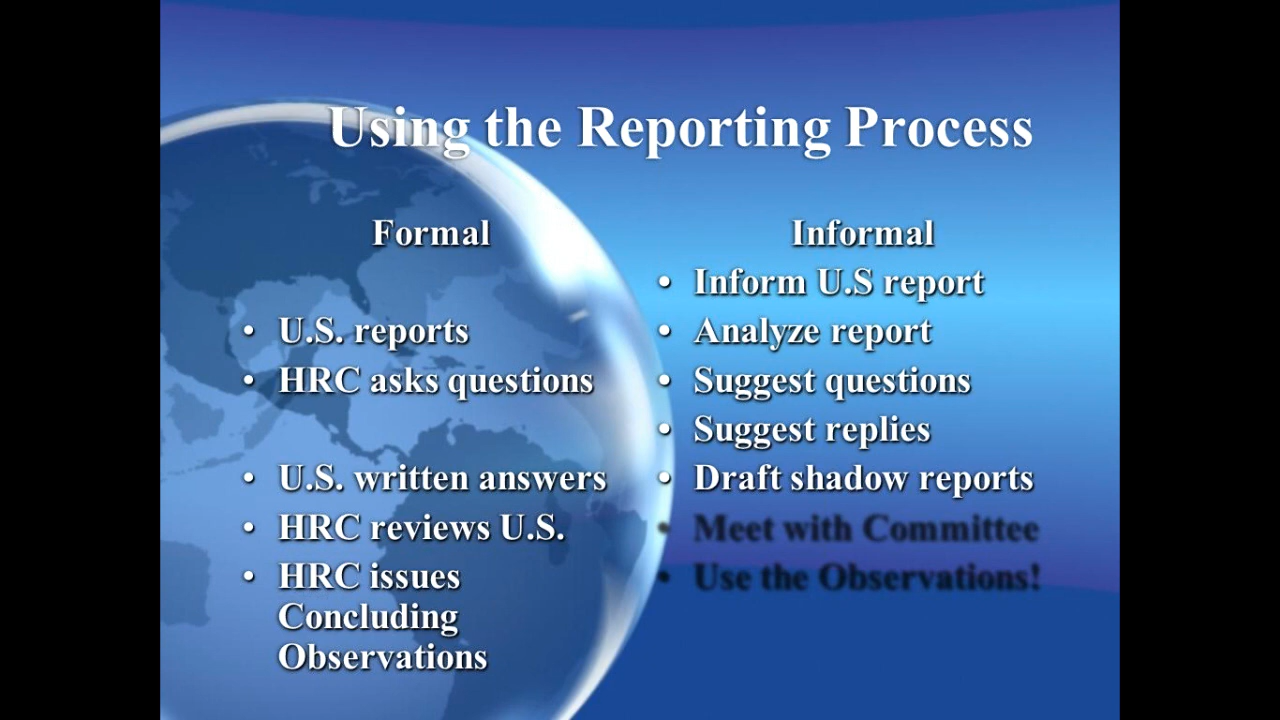 Using the Reporting Process
Formal
• U.S. reports
• HRC asks questions
• U.S. written answers
• HRC reviews U.S.
• HRC issues
Concluding
Observations
Informal
• Inform U.S report
• Analyze report
• Suggest questions
• Suggest replies
• Draft shadow reports
• Meet with Committee
• Use the Observations!